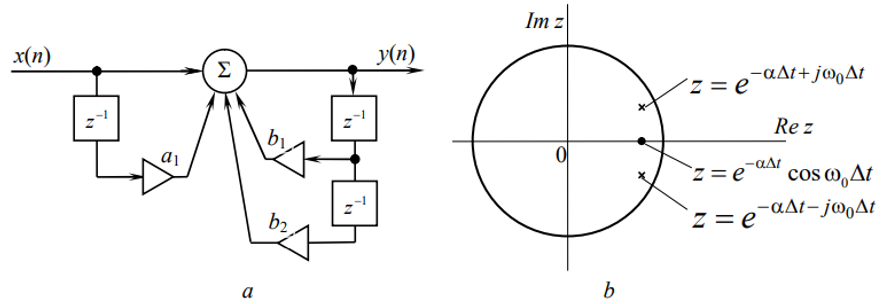 x(n)
y(n)
Σ
z⁻¹
z⁻¹
a₁
b₁
z⁻¹
b₂
a
Im z
z = e^{-αΔt+jω₀Δt}
Re z
0
z = e^{-αΔt} cos ω₀Δt
z = e^{-αΔt-jω₀Δt}
b